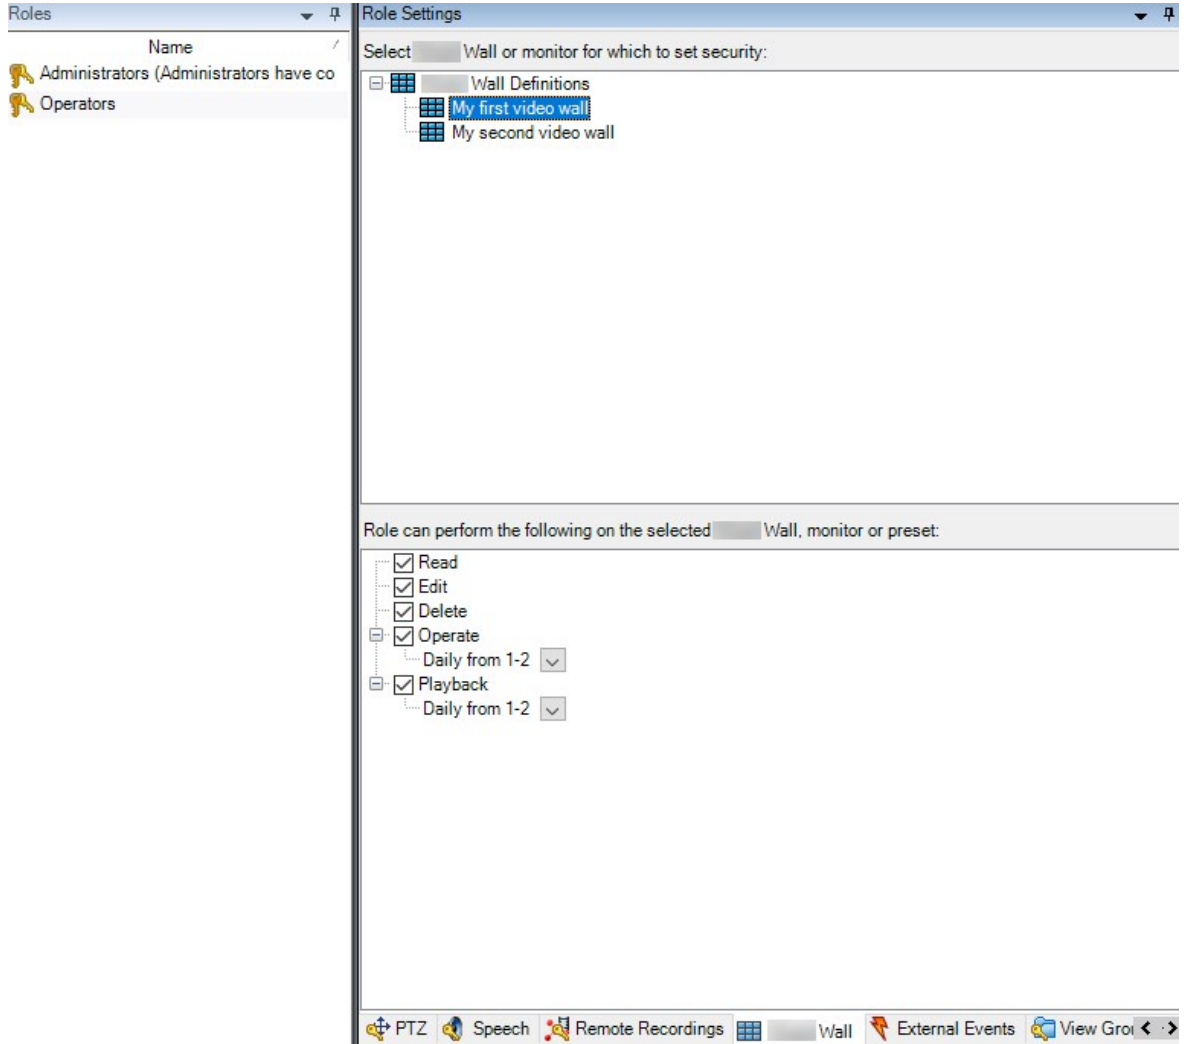 Roles
Name
Administrators (Administrators have co
Operators
Role Settings
Select Wall or monitor for which to set security:
Wall Definitions
My first video wall
My second video wall
Role can perform the following on the selected Wall, monitor or preset:
Read
Edit
Delete
Operate
Daily from 1-2
Playback
Daily from 1-2
PTZ Speech Remote Recordings Wall External Events View Grou